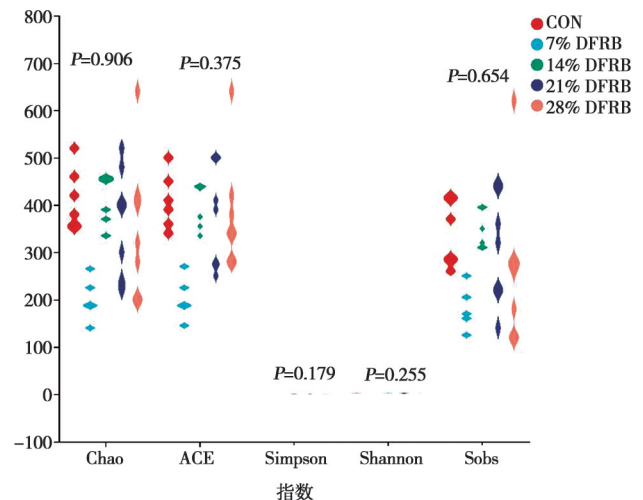 800
700
600
500
400
300
200
100
0
-100
P=0.906
P=0.375
P=0.179
P=0.255
P=0.654
CON
7% DFRB
14% DFRB
21% DFRB
28% DFRB
Chao
ACE
Simpson
Shannon
Sobs
指数